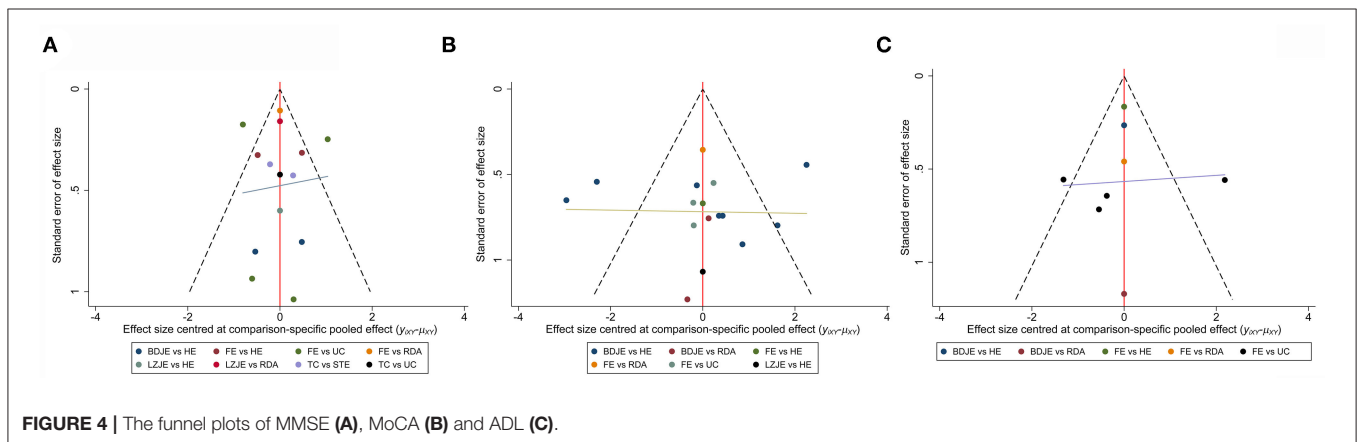 A
0
.5
1
Standard error of effect size
-4
-2
0
2
4
Effect size centred at comparison-specific pooled effect (yiXY-μXY)
BDJE vs HE FE vs HE FE vs UC FE vs RDA
LZJE vs HE LZJE vs RDA TC vs STE TC vs UC
B
0
.5
1
Standard error of effect size
-4
-2
0
2
4
Effect size centred at comparison-specific pooled effect (yiXY-μXY)
BDJE vs HE BDJE vs RDA FE vs HE
FE vs RDA FE vs UC LZJE vs HE
C
0
.5
1
Standard error of effect size
-4
-2
0
2
4
Effect size centred at comparison-specific pooled effect (yiXY-μXY)
BDJE vs HE BDJE vs RDA FE vs HE FE vs RDA FE vs UC
FIGURE 4 | The funnel plots of MMSE (A), MoCA (B) and ADL (C).